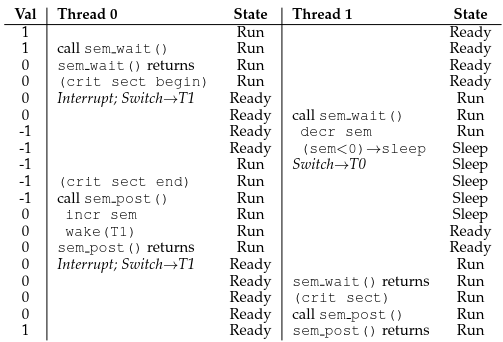 Val Thread 0 State Thread 1 State
1 Run Ready
1 call sem_wait() Run Ready
0 sem_wait() returns Run Ready
0 (crit sect begin) Run Ready
0 Interrupt; Switch→T1 Ready Run
0 Ready call sem_wait() Run
-1 Ready decr sem Run
-1 Ready (sem<0)→sleep Sleep
-1 Run Switch→T0 Sleep
-1 (crit sect end) Run Sleep
-1 call sem_post() Run Sleep
0 incr sem Run Sleep
0 wake(T1) Run Ready
0 sem_post() returns Run Ready
0 Interrupt; Switch→T1 Ready Run
0 Ready sem_wait() returns Run
0 Ready (crit sect) Run
0 Ready call sem_post() Run
1 Ready sem_post() returns Run